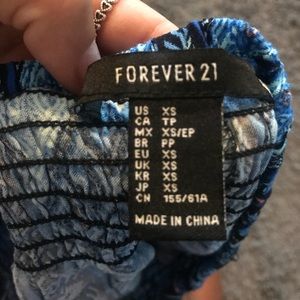 FOREVER 21
US XS
CA TP
MX XS/EP
BR PP
EU XS
UK XS
KR XS
JP XS
CN 155/61A
MADE IN CHINA